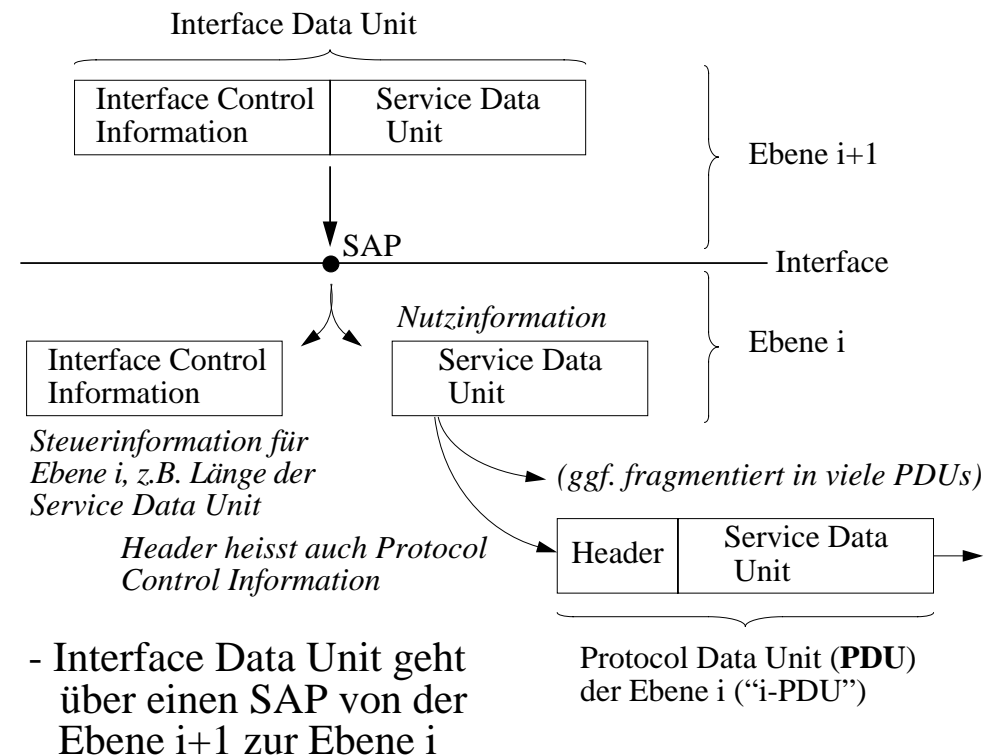 Interface Data Unit
Interface Control
Information
Service Data
Unit
Ebene i+1
SAP
Interface
Nutzinformation
Ebene i
Interface Control
Information
Service Data
Unit
Steuerinformation für
Ebene i, z.B. Länge der
Service Data Unit
(ggf. fragmentiert in viele PDUs)
Header heisst auch Protocol
Control Information
Header
Service Data
Unit
Protocol Data Unit (PDU)
der Ebene i (“i-PDU”)
- Interface Data Unit geht
über einen SAP von der
Ebene i+1 zur Ebene i